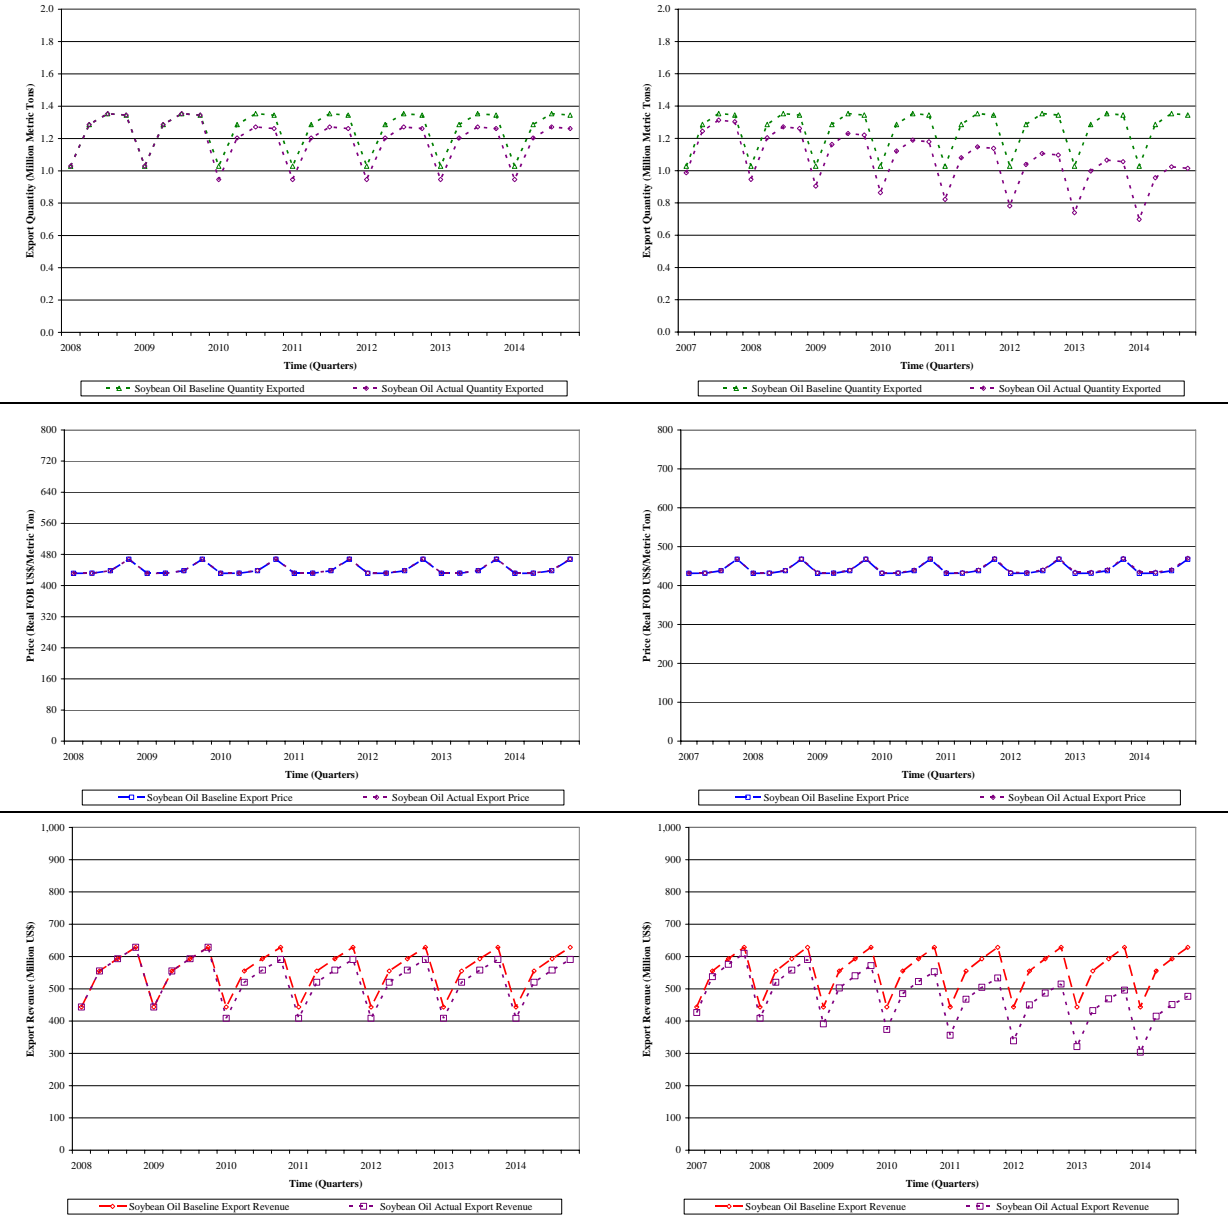 2.0
1.8
1.6
1.4
1.2
1.0
0.8
0.6
0.4
0.2
0.0
Export Quantity (Million Metric Tons)
2008 2009 2010 2011 2012 2013 2014
Time (Quarters)
Soybean Oil Baseline Quantity Exported Soybean Oil Actual Quantity Exported
2.0
1.8
1.6
1.4
1.2
1.0
0.8
0.6
0.4
0.2
0.0
Export Quantity (Million Metric Tons)
2007 2008 2009 2010 2011 2012 2013 2014
Time (Quarters)
Soybean Oil Baseline Quantity Exported Soybean Oil Actual Quantity Exported
800
720
640
560
480
400
320
240
160
80
0
Price (Real FOB US$/Metric Ton)
2008 2009 2010 2011 2012 2013 2014
Time (Quarters)
Soybean Oil Baseline Export Price Soybean Oil Actual Export Price
800
700
600
500
400
300
200
100
0
Price (Real FOB US$/Metric Ton)
2007 2008 2009 2010 2011 2012 2013 2014
Time (Quarters)
Soybean Oil Baseline Export Price Soybean Oil Actual Export Price
1,000
900
800
700
600
500
400
300
200
100
0
Export Revenue (Million US$)
2008 2009 2010 2011 2012 2013 2014
Time (Quarters)
Soybean Oil Baseline Export Revenue Soybean Oil Actual Export Revenue
1,000
900
800
700
600
500
400
300
200
100
0
Export Revenue (Million US$)
2007 2008 2009 2010 2011 2012 2013 2014
Time (Quarters)
Soybean Oil Baseline Export Revenue Soybean Oil Actual Export Revenue